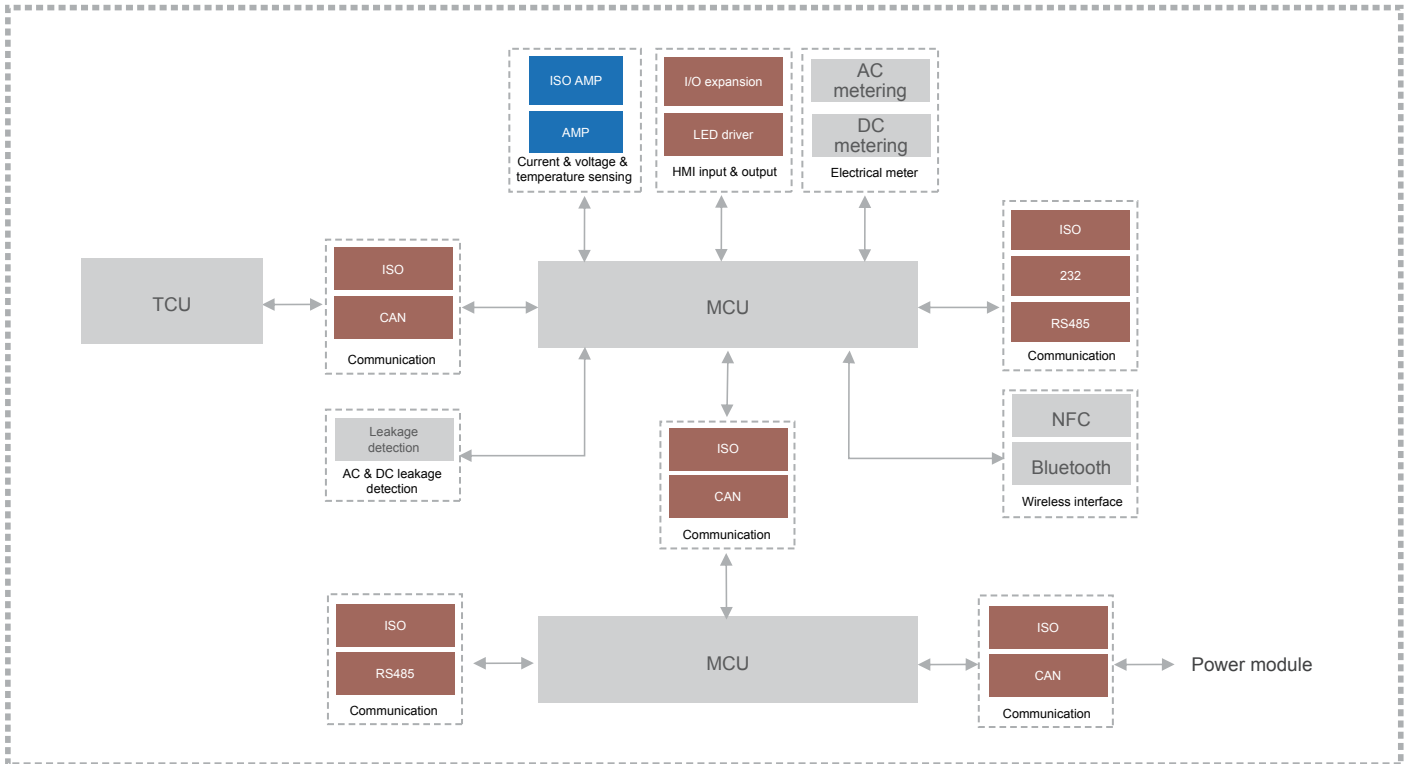 ISO AMP
AMP
Current & voltage &
temperature sensing
I/O expansion
LED driver
HMI input & output
AC
metering
DC
metering
Electrical meter
TCU
ISO
CAN
Communication
MCU
ISO
232
RS485
Communication
Leakage
detection
AC & DC leakage
detection
ISO
CAN
Communication
NFC
Bluetooth
Wireless interface
ISO
RS485
Communication
MCU
ISO
CAN
Communication
Power module